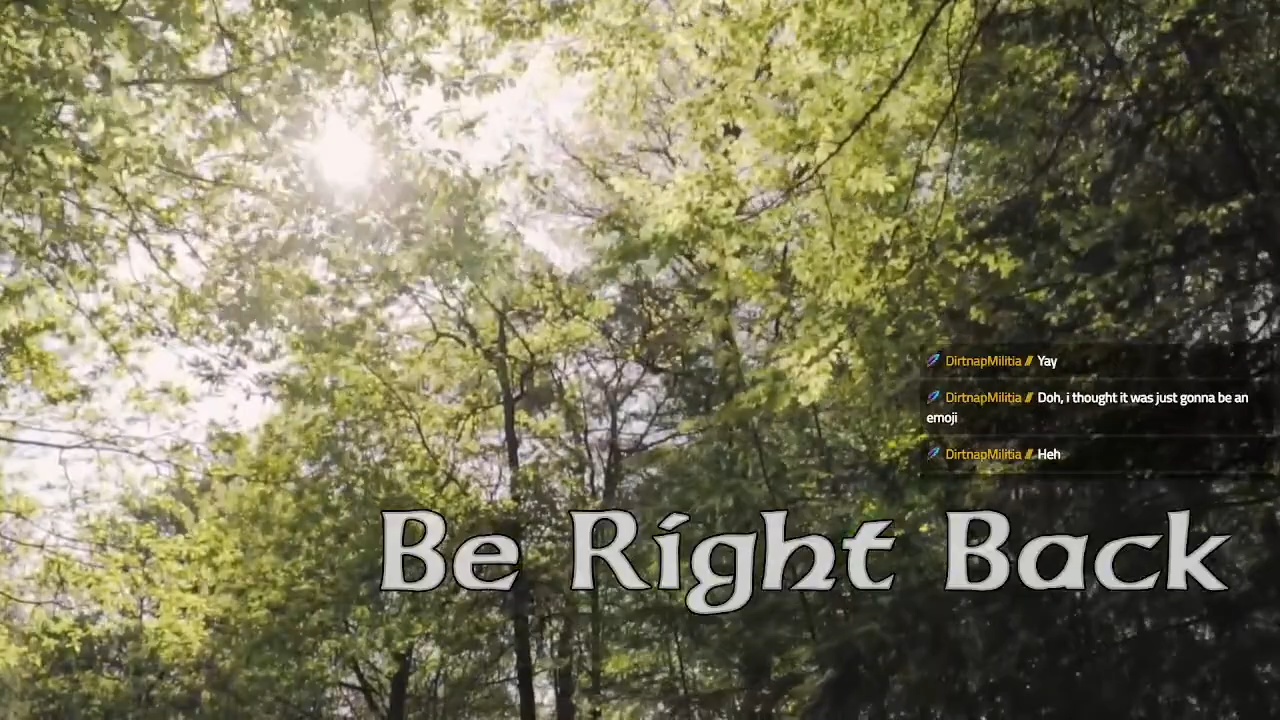 DirtnapMilitia // Yay
DirtnapMilitia // Doh, i thought it was just gonna be an
emoji
DirtnapMilitia // Heh
Be Right Back